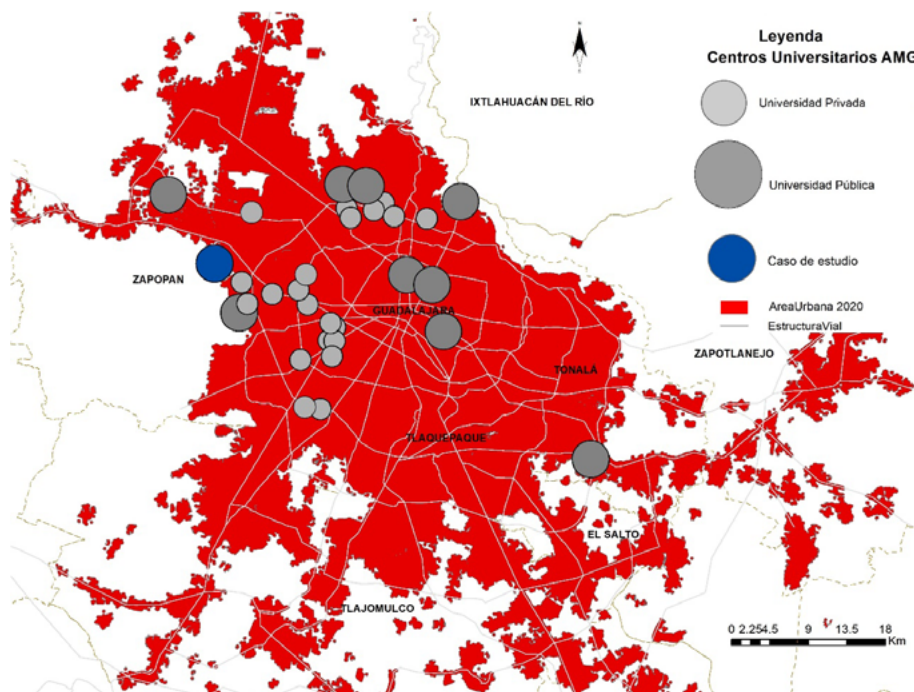 Leyenda
Centros Universitarios AMG
Universidad Privada
Universidad Pública
Caso de estudio
AreaUrbana 2020
EstructuraVial
IXTLAHUACÁN DEL RÍO
ZAPOPAN
GUADALAJARA
ZAPOTLANEJO
TONALÁ
TLAQUEPAQUE
EL SALTO
TLAJOMULCO
0 2.254.5 9 13.5 18
KM